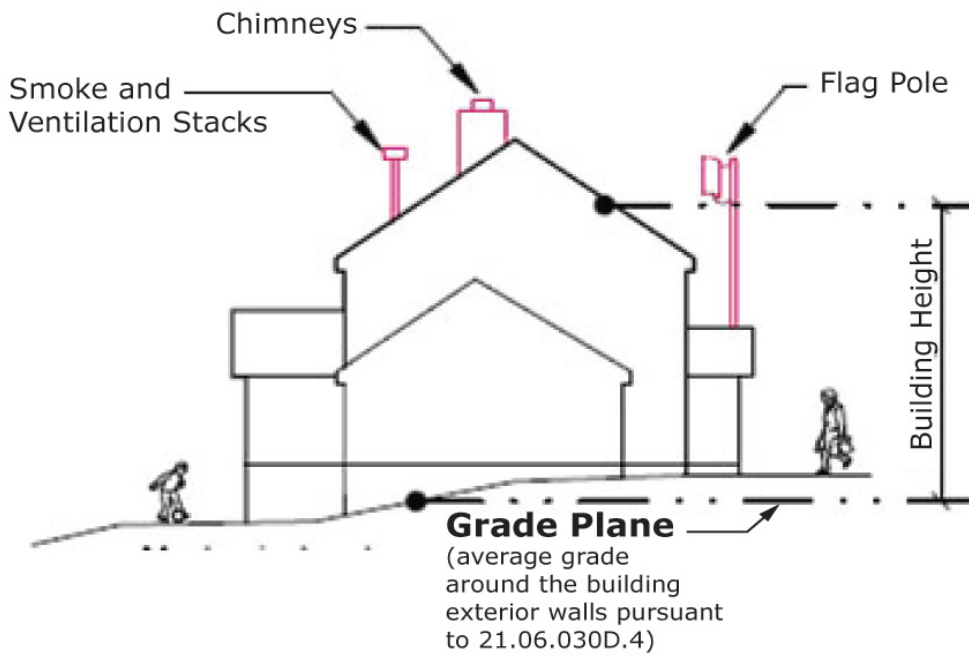 Chimneys
Smoke and
Ventilation Stacks
Flag Pole
Building Height
Grade Plane
(average grade
around the building
exterior walls pursuant
to 21.06.030D.4)